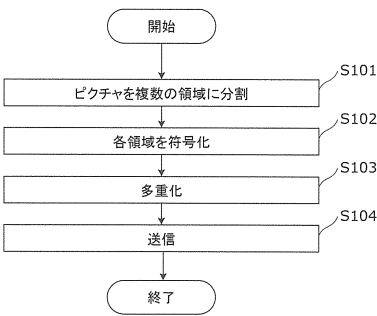 開始
S101
ピクチャを複数の領域に分割
S102
各領域を符号化
S103
多重化
S104
送信
終了